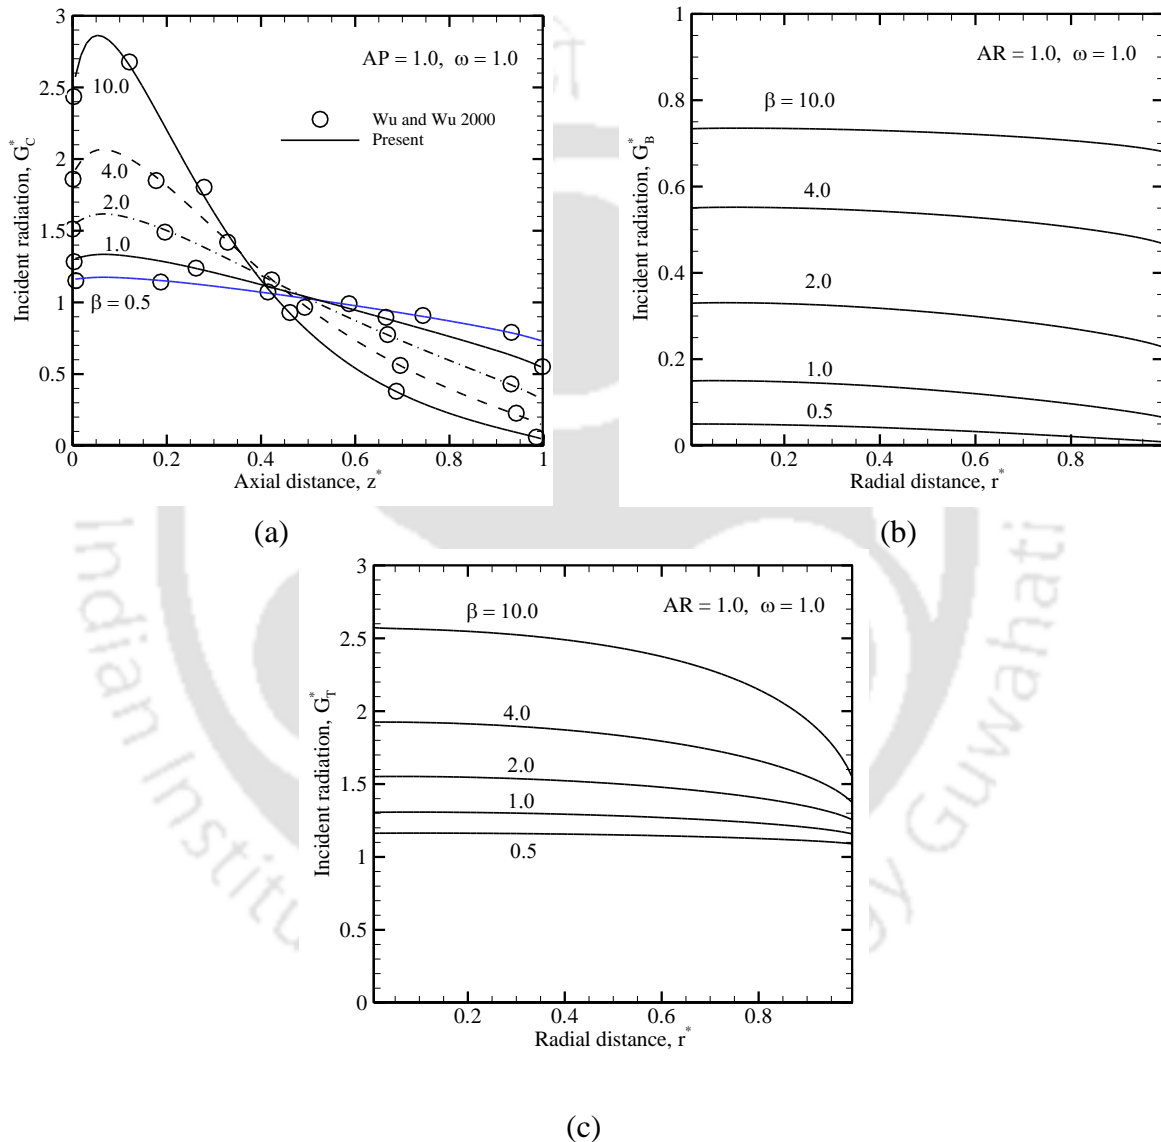 3
2.5
2
1.5
1
0.5
0
0
0.2
0.4
0.6
0.8
1
Incident radiation, G*C
Axial distance, z*
AP = 1.0, ω = 1.0
Wu and Wu 2000
Present
10.0
4.0
2.0
1.0
β = 0.5
(a)
1
0.8
0.6
0.4
0.2
0
0.2
0.4
0.6
0.8
Incident radiation, G*B
Radial distance, r*
AR = 1.0, ω = 1.0
β = 10.0
4.0
2.0
1.0
0.5
(b)
3
2.5
2
1.5
1
0.5
0
0.2
0.4
0.6
0.8
Incident radiation, G*T
Radial distance, r*
AR = 1.0, ω = 1.0
β = 10.0
4.0
2.0
1.0
0.5
(c)
Indian Institu
gy Guwahati